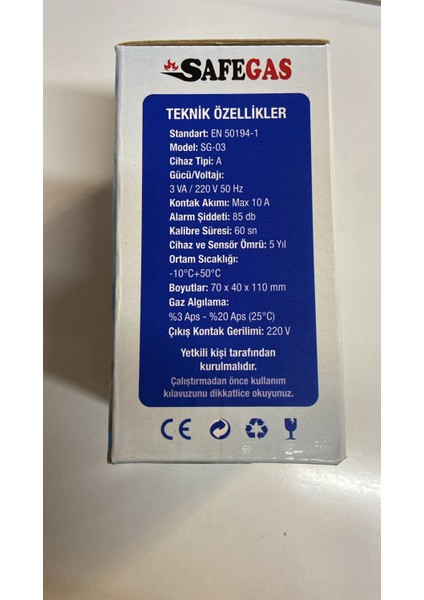 SAFEGAS
TEKNİK ÖZELLİKLER
Standart: EN 50194-1
Model: SG-03
Cihaz Tipi: A
Gücü/Voltajı:
3 VA / 220 V 50 Hz
Kontak Akımı: Max 10 A
Alarm Şiddeti: 85 db
Kalibre Süresi: 60 sn
Cihaz ve Sensör Ömrü: 5 Yıl
Ortam Sıcaklığı:
-10°C+50°C
Boyutlar: 70 x 40 x 110 mm
Gaz Algılama:
%3 Aps - %20 Aps (25°C)
Çıkış Kontak Gerilimi: 220 V
Yetkili kişi tarafından
kurulmalıdır.
Çalıştırmadan önce kullanım
kılavuzunu dikkatlice okuyunuz.
CE